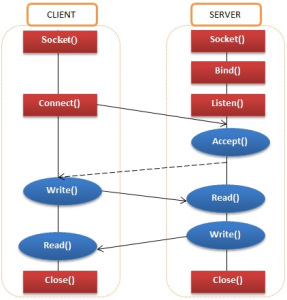 CLIENT
SERVER
Socket()
Socket()
Bind()
Connect()
Listen()
Accept()
Write()
Read()
Write()
Read()
Close()
Close()